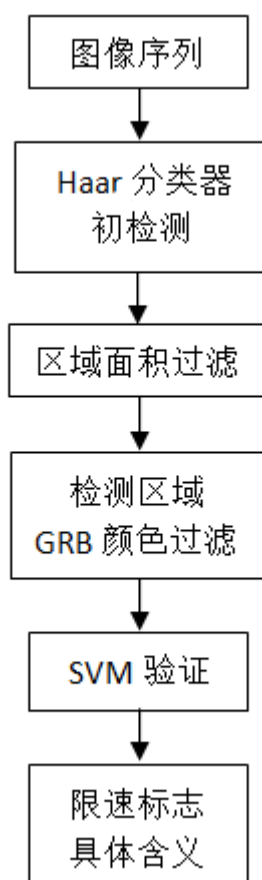 图像序列
Haar 分类器
初检测
区域面积过滤
检测区域
GRB 颜色过滤
SVM 验证
限速标志
具体含义